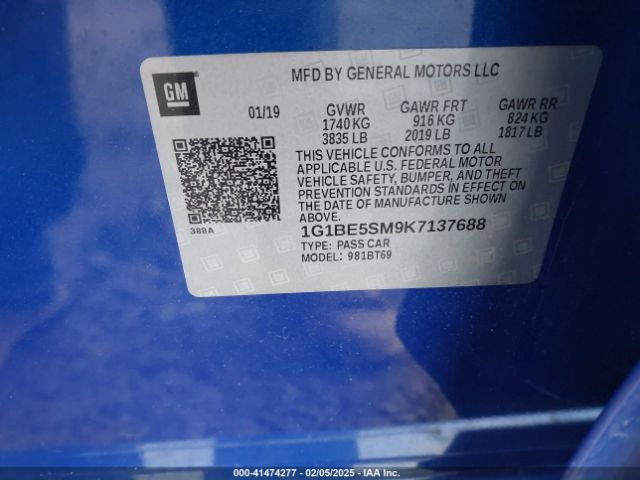 MFD BY GENERAL MOTORS LLC
GM
01/19
GVWR GAWR FRT GAWR RR
1740 KG 916 KG 824 KG
3835 LB 2019 LB 1817 LB
THIS VEHICLE CONFORMS TO ALL
APPLICABLE U.S. FEDERAL MOTOR
VEHICLE SAFETY, BUMPER, AND THEFT
PREVENTION STANDARDS IN EFFECT ON
THE DATE OF MANUFACTURE SHOWN
ABOVE.
388A
1G1BE5SM9K7137688
TYPE: PASS CAR
MODEL: 981BT69
© - 41474277 - 02/05/2025 - IAA Inc.